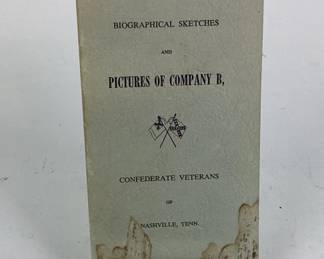 BIOGRAPHICAL SKETCHES
AND
PICTURES OF COMPANY B,
CONFEDERATE VETERANS
OF
NASHVILLE, TENN.